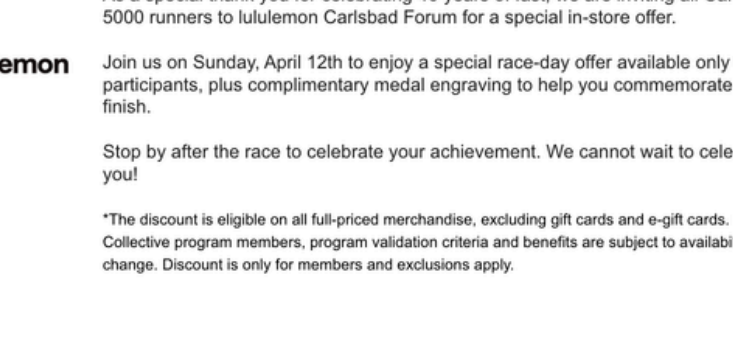 5000 runners to lululemon Carlsbad Forum for a special in-store offer.
emon
Join us on Sunday, April 12th to enjoy a special race-day offer available only
participants, plus complimentary medal engraving to help you commemorate
finish.
Stop by after the race to celebrate your achievement. We cannot wait to cele
you!
*The discount is eligible on all full-priced merchandise, excluding gift cards and e-gift cards.
Collective program members, program validation criteria and benefits are subject to availabi
change. Discount is only for members and exclusions apply.